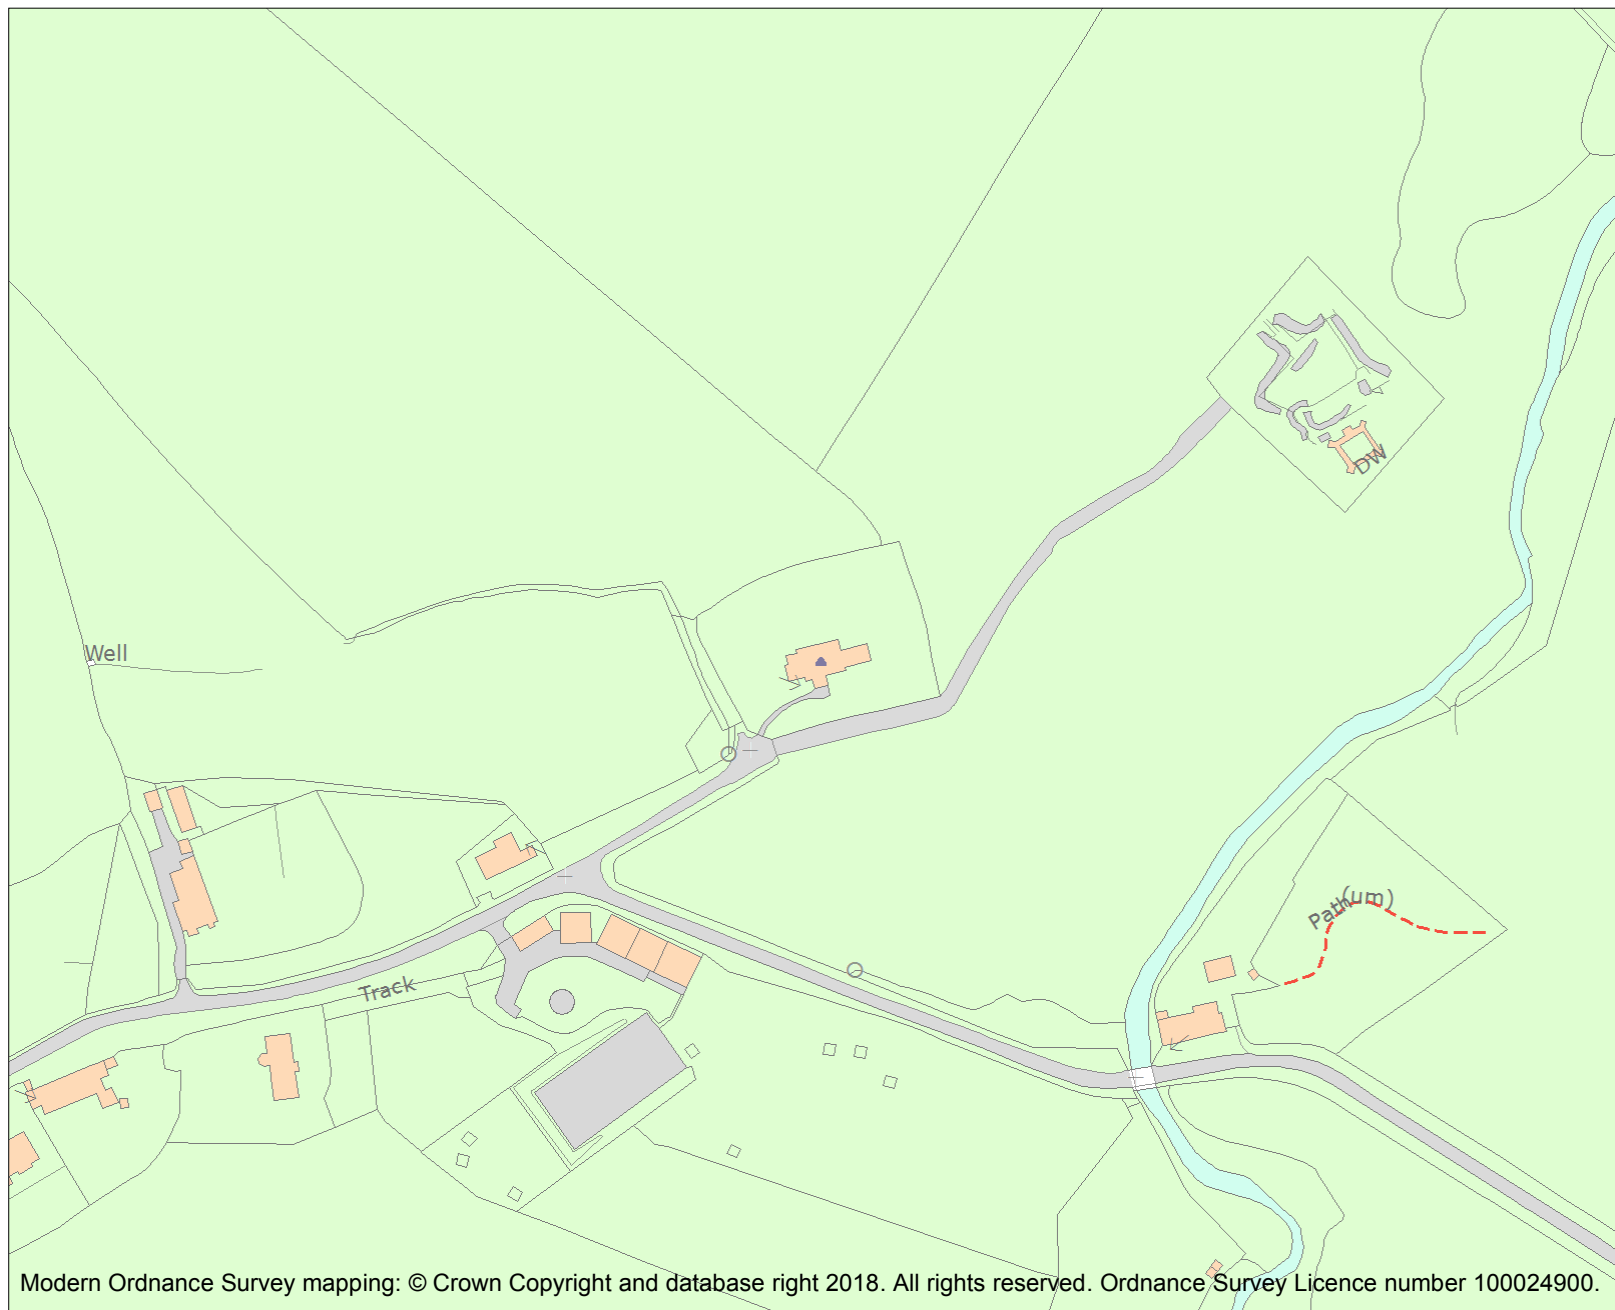 DW
Well
Path (um)
Track
Modern Ordnance Survey mapping: © Crown Copyright and database right 2018. All rights reserved. Ordnance Survey Licence number 100024900.